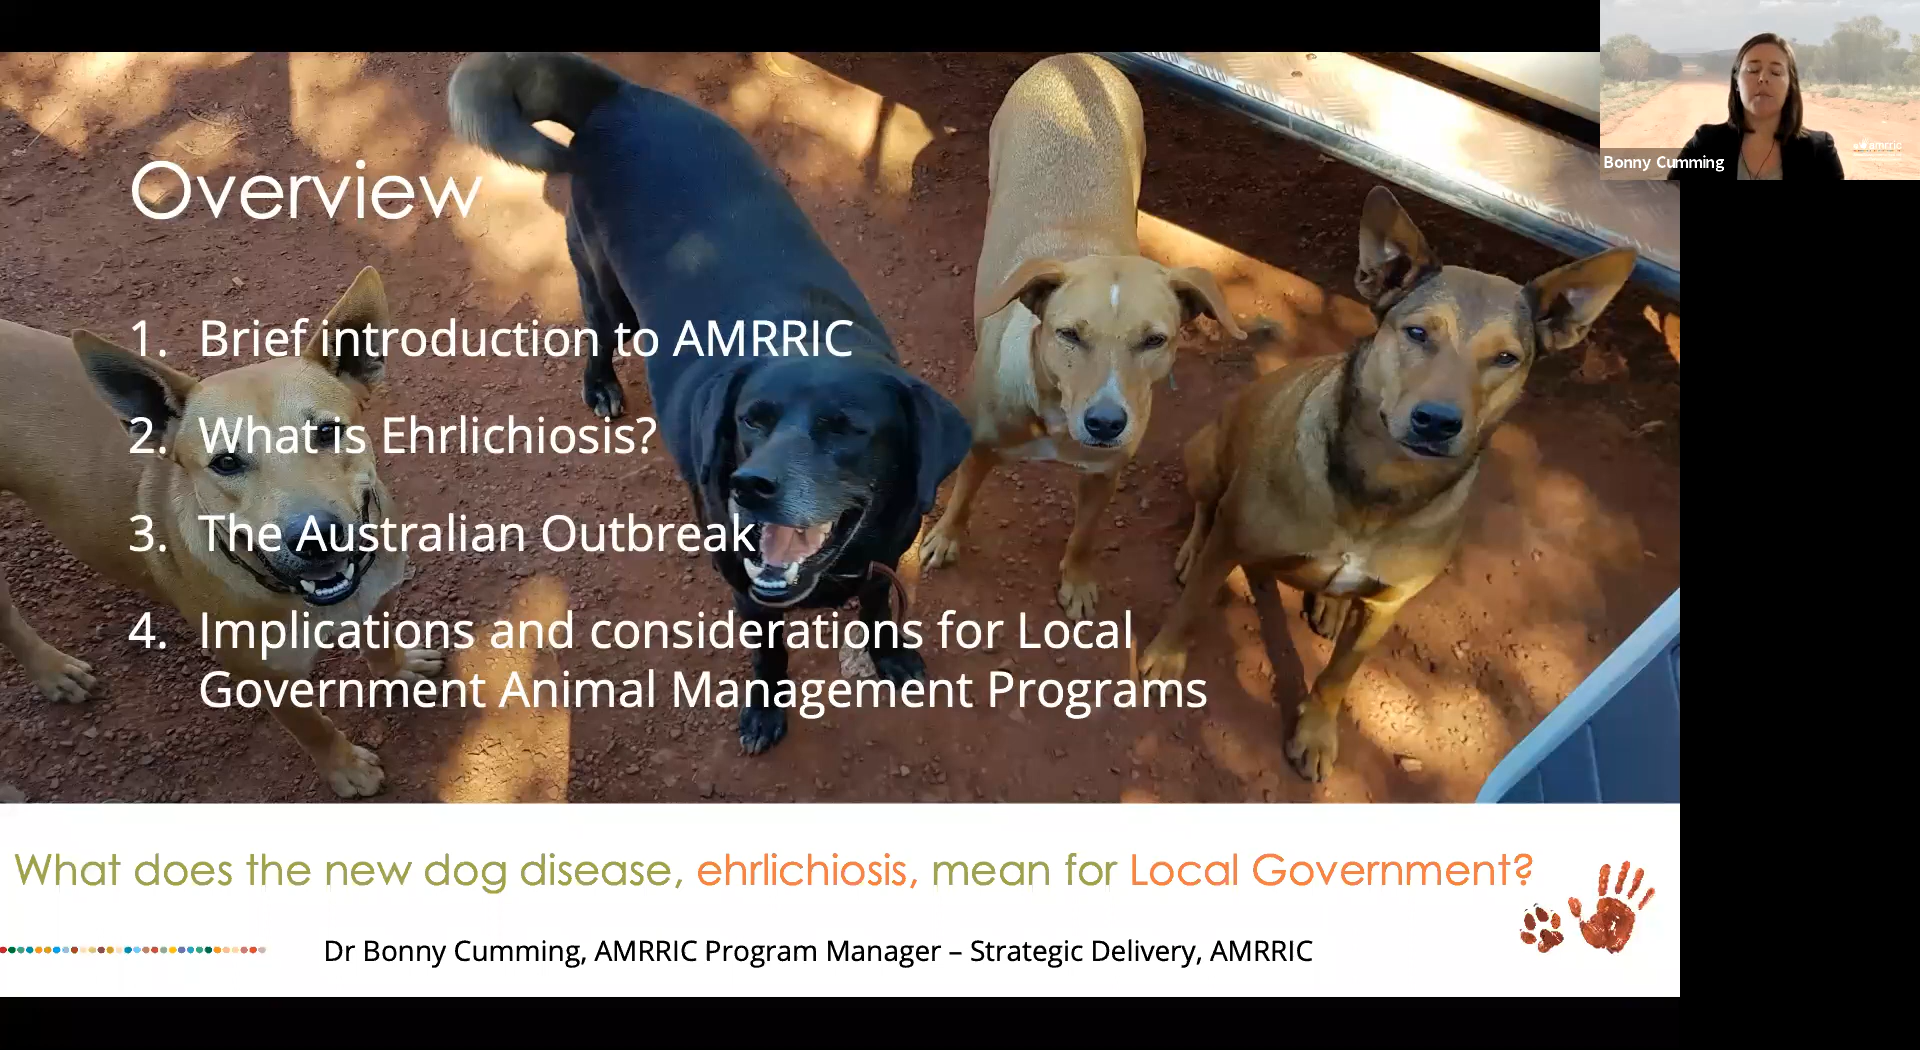 Overview
1. Brief introduction to AMRRIC
2. What is Ehrlichiosis?
3. The Australian Outbreak
4. Implications and considerations for Local
Government Animal Management Programs
What does the new dog disease, ehrlichiosis, mean for Local Government?
Dr Bonny Cumming, AMRRIC Program Manager – Strategic Delivery, AMRRIC
Bonny Cumming
amrric